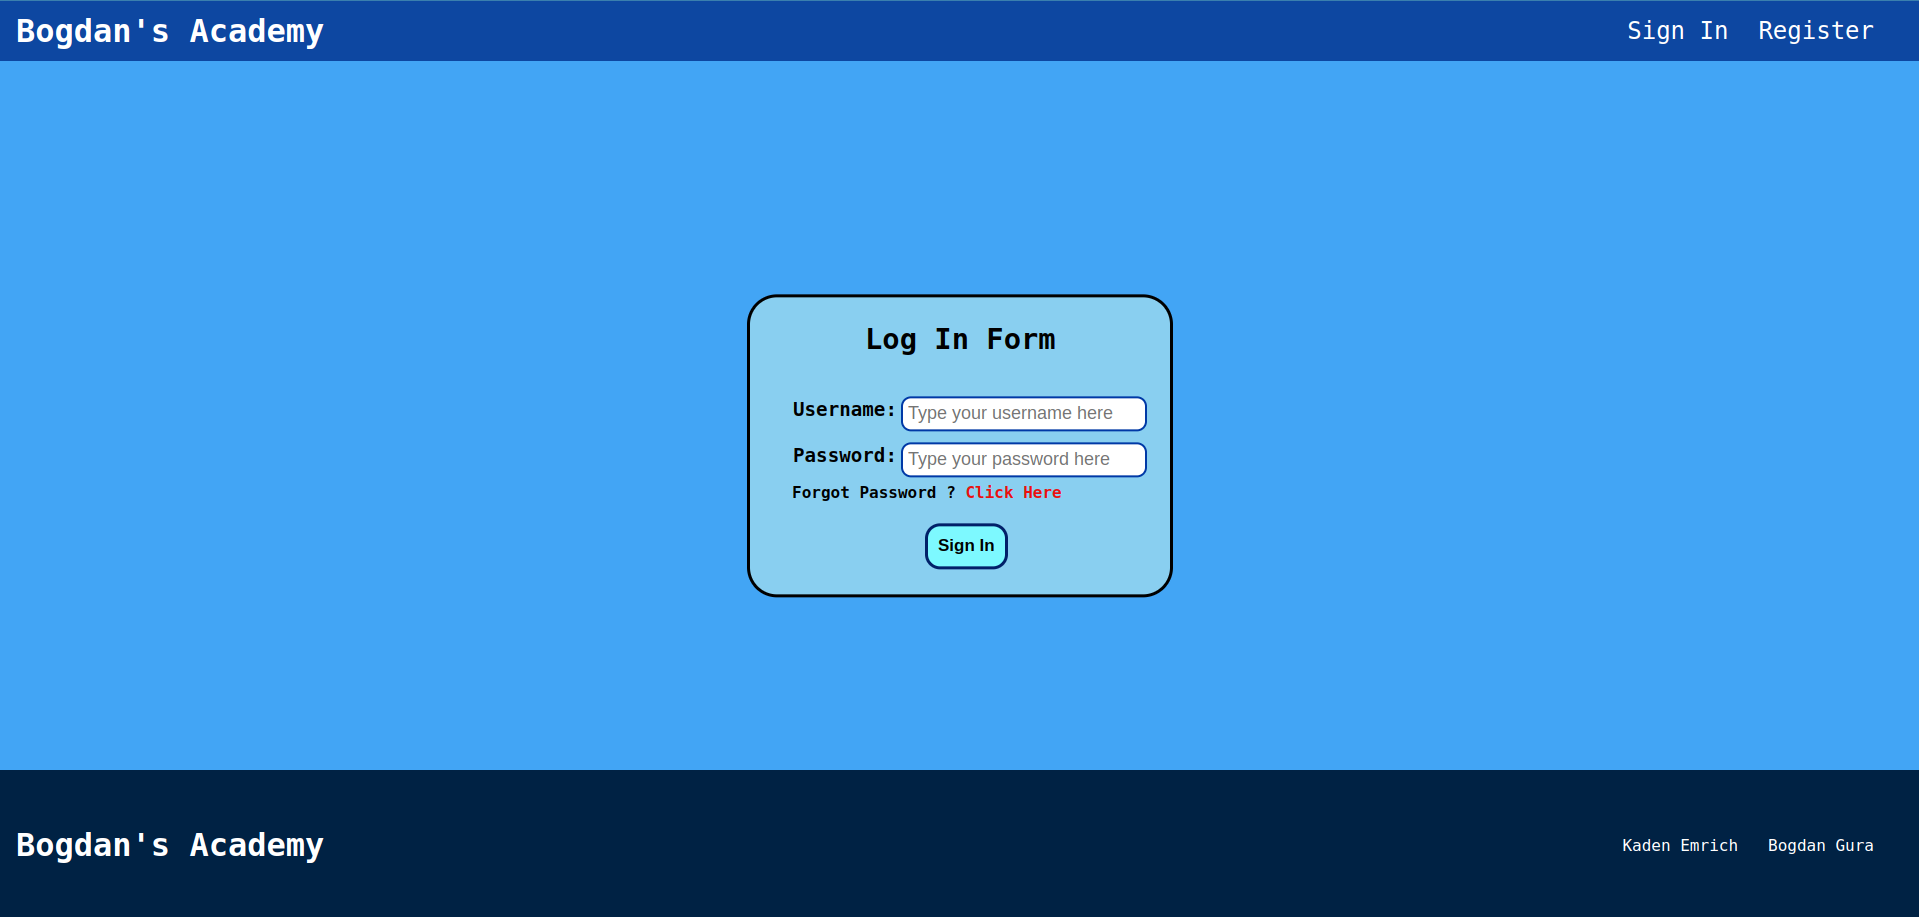 Bogdan's Academy
Sign In Register
Log In Form
Username: Type your username here
Password: Type your password here
Forgot Password ? Click Here
Sign In
Bogdan's Academy
Kaden Emrich Bogdan Gura